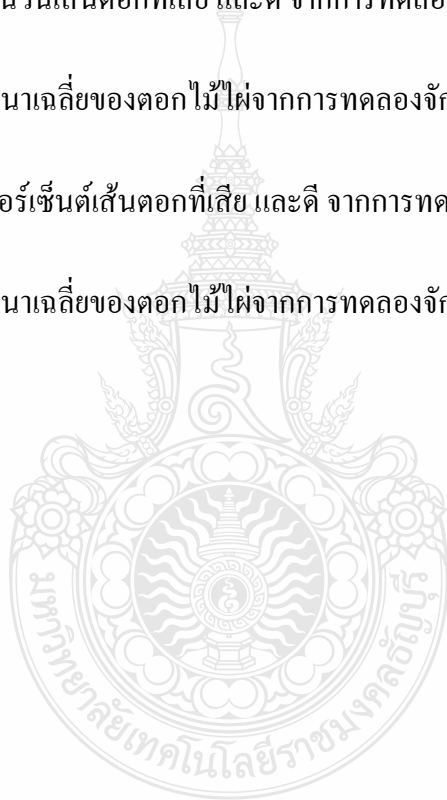 นวนเส้นตอกที่เสีย และดี จากการทดลอ
นาเฉลี่ยของตอกไม้ไผ่จากการทดลองจัก
อร์เซ็นต์เส้นตอกที่เสีย และดี จากการทด
นาเฉลี่ยของตอกไม้ไผ่จากการทดลองจัก
มหาวิทยาลัยเทคโนโลยีราชมงคลธัญบุรี